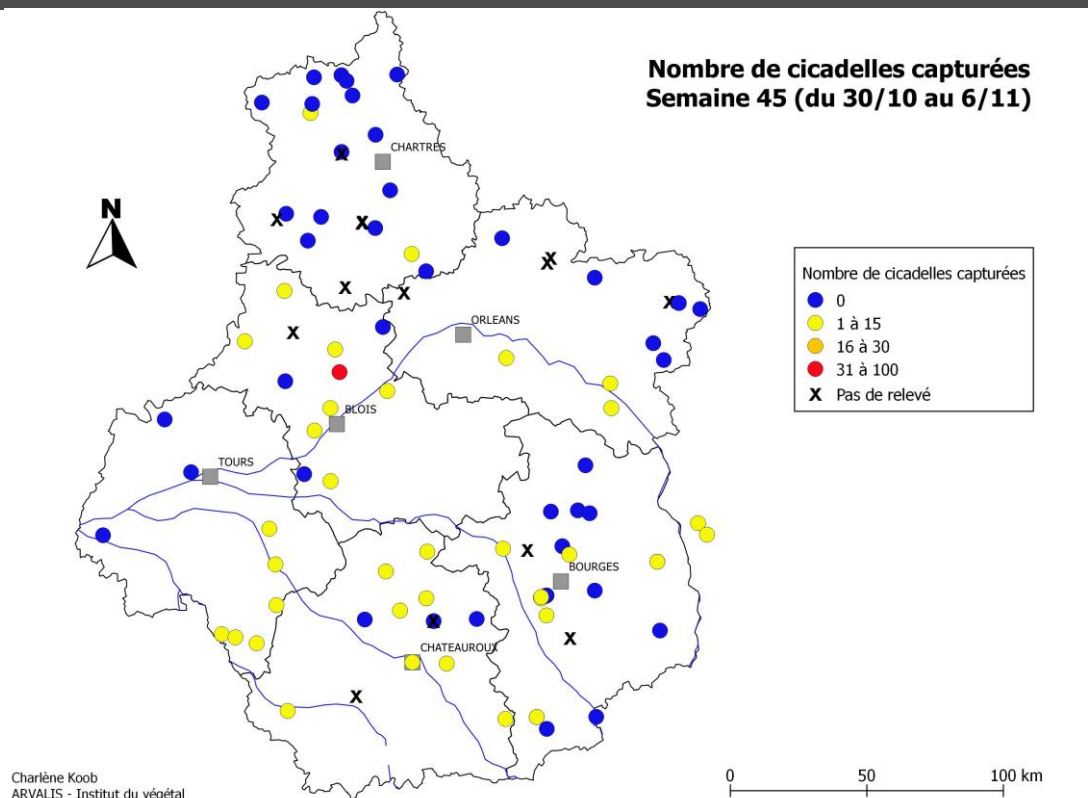 Nombre de cicadelles capturées
Semaine 45 (du 30/10 au 6/11)
CHARTRES
N
X
X
X
X
X
X
X
Nombre de cicadelles capturées
0
1 à 15
16 à 30
31 à 100
X Pas de relevé
X
X
ORLEANS
BLOIS
TOURS
X
BOURGES
X
X
CHATEAUROUX
X
Charlène Koob
ARVALIS - Institut du végétal
0 50 100 km